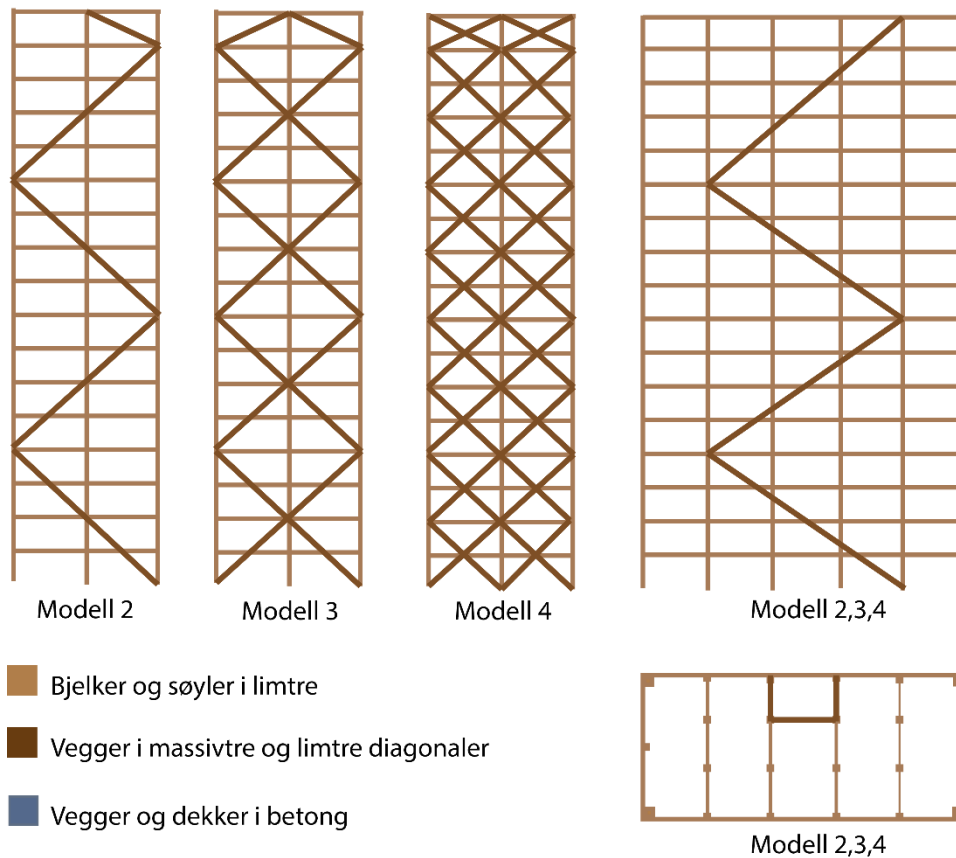 Modell 2
Modell 3
Modell 4
Modell 2,3,4
Bjelker og søyler i limtre
Vegger i massivtre og limtre diagonaler
Vegger og dekker i betong
Modell 2,3,4